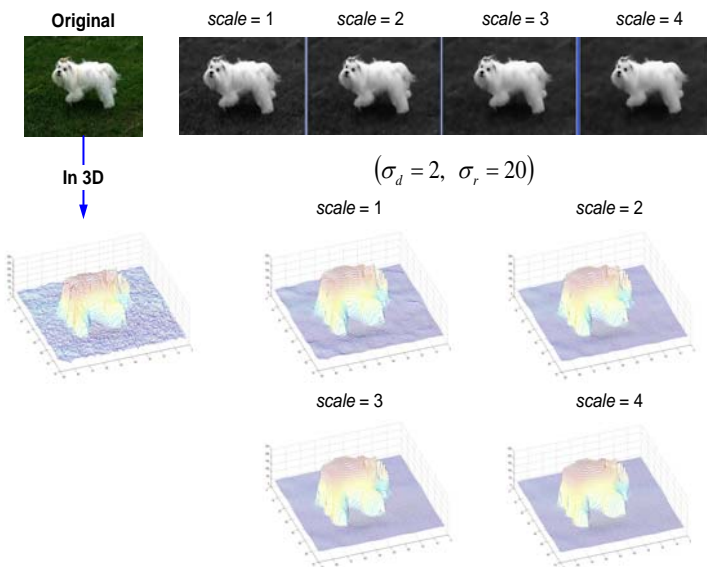 Original scale = 1 scale = 2 scale = 3 scale = 4
In 3D
(σd = 2, σr = 20)
scale = 1 scale = 2
scale = 3 scale = 4